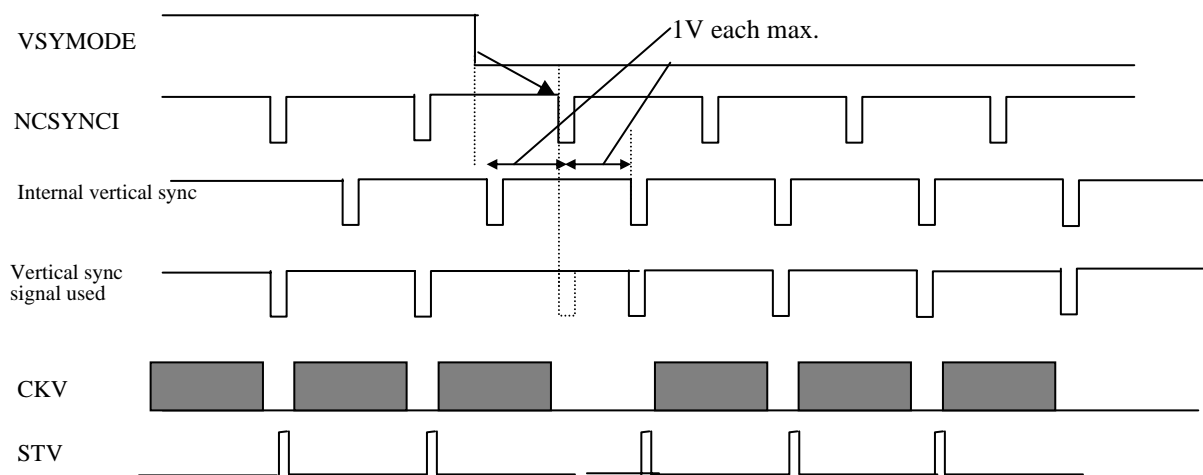 VSYMODE
1V each max.
NCSYNCI
Internal vertical sync
Vertical sync
signal used
CKV
STV